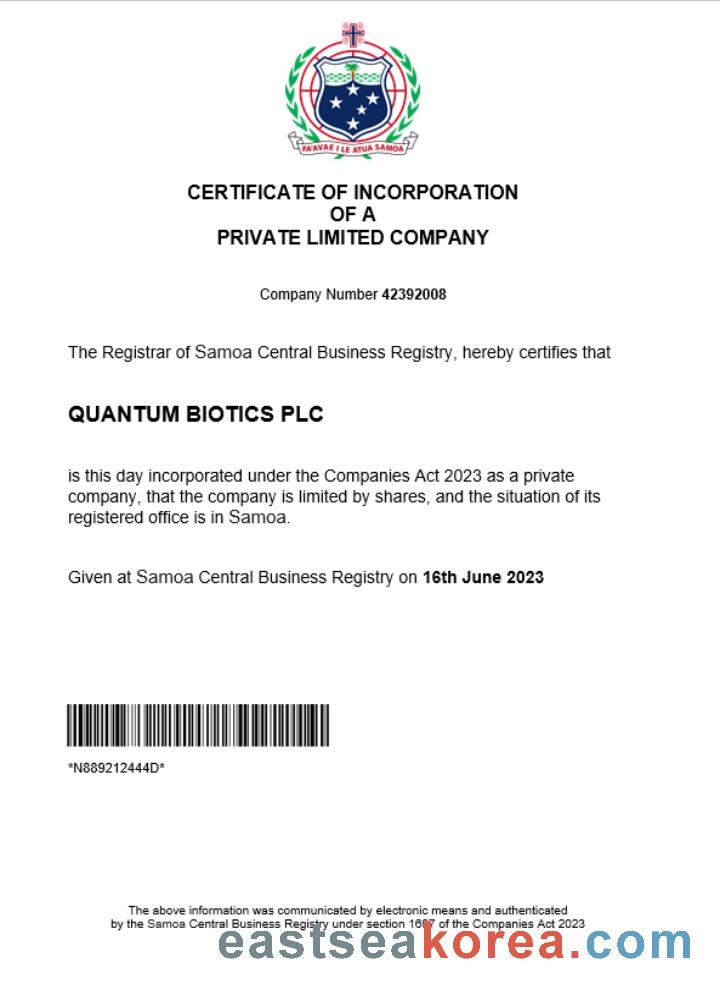 FA'AVAE I LE ATUA SAMOA
CERTIFICATE OF INCORPORATION
OF A
PRIVATE LIMITED COMPANY
Company Number 42392008
The Registrar of Samoa Central Business Registry, hereby certifies that
QUANTUM BIOTICS PLC
is this day incorporated under the Companies Act 2023 as a private
company, that the company is limited by shares, and the situation of its
registered office is in Samoa.
Given at Samoa Central Business Registry on 16th June 2023
*N889212444D*
The above information was communicated by electronic means and authenticated
by the Samoa Central Business Registry under section of the Companies Act 2023
eastseakorea.com